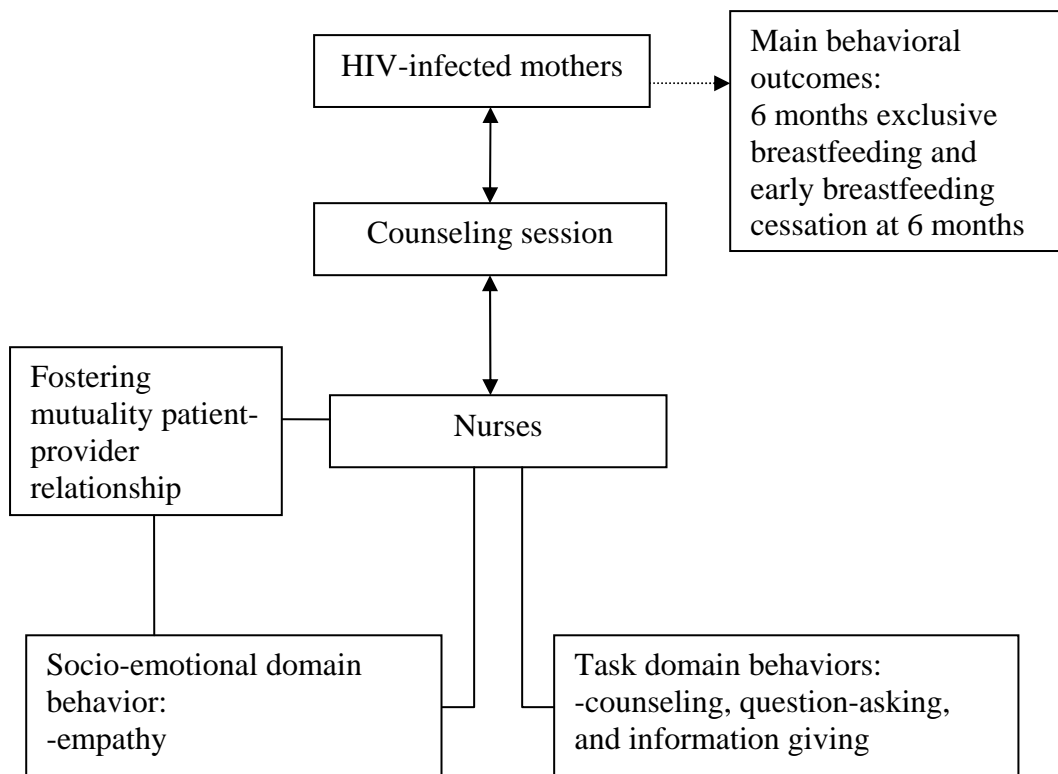 HIV-infected mothers
Main behavioral
outcomes:
6 months exclusive
breastfeeding and
early breastfeeding
cessation at 6 months
Counseling session
Fostering
mutuality patient-
provider
relationship
Nurses
Socio-emotional domain
behavior:
-empathy
Task domain behaviors:
-counseling, question-asking,
and information giving